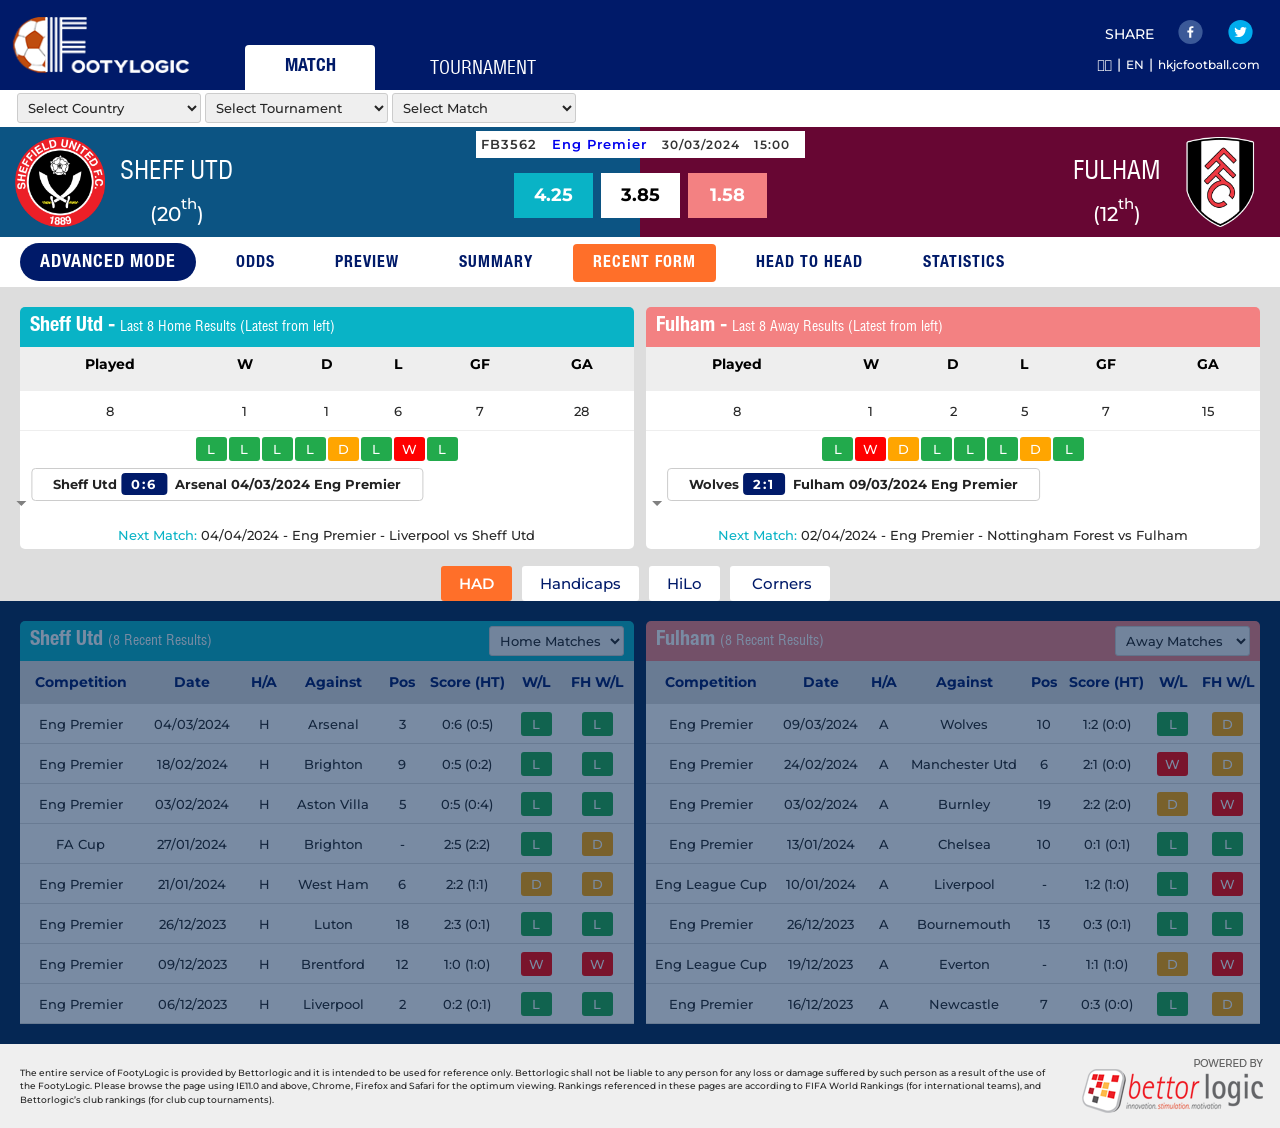 FOOTYLOGIC
MATCH
TOURNAMENT
SHARE
| EN | hkjcfootball.com
Select Country
Select Tournament
Select Match
SHEFFIELD UNITED F.C.
1889
SHEFF UTD
(20th)
FB3562 Eng Premier 30/03/2024 15:00
4.25 3.85 1.58
FULHAM
(12th)
FFC
ADVANCED MODE ODDS PREVIEW SUMMARY RECENT FORM HEAD TO HEAD STATISTICS
Sheff Utd - Last 8 Home Results (Latest from left)
Played W D L GF GA
8 1 1 6 7 28
L L L L D L W L
Sheff Utd 0:6 Arsenal 04/03/2024 Eng Premier
Next Match: 04/04/2024 - Eng Premier - Liverpool vs Sheff Utd
Fulham - Last 8 Away Results (Latest from left)
Played W D L GF GA
8 1 2 5 7 15
L W D L L L D L
Wolves 2:1 Fulham 09/03/2024 Eng Premier
Next Match: 02/04/2024 - Eng Premier - Nottingham Forest vs Fulham
HAD Handicaps HiLo Corners
Sheff Utd (8 Recent Results) Home Matches
Competition Date H/A Against Pos Score (HT) W/L FH W/L
Eng Premier 04/03/2024 H Arsenal 3 0:6 (0:5) L L
Eng Premier 18/02/2024 H Brighton 9 0:5 (0:2) L L
Eng Premier 03/02/2024 H Aston Villa 5 0:5 (0:4) L L
FA Cup 27/01/2024 H Brighton - 2:5 (2:2) L D
Eng Premier 21/01/2024 H West Ham 6 2:2 (1:1) D D
Eng Premier 26/12/2023 H Luton 18 2:3 (0:1) L L
Eng Premier 09/12/2023 H Brentford 12 1:0 (1:0) W W
Eng Premier 06/12/2023 H Liverpool 2 0:2 (0:1) L L
Fulham (8 Recent Results) Away Matches
Competition Date H/A Against Pos Score (HT) W/L FH W/L
Eng Premier 09/03/2024 A Wolves 10 1:2 (0:0) L D
Eng Premier 24/02/2024 A Manchester Utd 6 2:1 (0:0) W D
Eng Premier 03/02/2024 A Burnley 19 2:2 (2:0) D W
Eng Premier 13/01/2024 A Chelsea 10 0:1 (0:1) L L
Eng League Cup 10/01/2024 A Liverpool - 1:2 (1:0) L W
Eng Premier 26/12/2023 A Bournemouth 13 0:3 (0:1) L L
Eng League Cup 19/12/2023 A Everton - 1:1 (1:0) D W
Eng Premier 16/12/2023 A Newcastle 7 0:3 (0:0) L D
The entire service of FootyLogic is provided by Bettorlogic and it is intended to be used for reference only. Bettorlogic shall not be liable to any person for any loss or damage suffered by such person as a result of the use of
the FootyLogic. Please browse the page using IE11.0 and above, Chrome, Firefox and Safari for the optimum viewing. Rankings referenced in these pages are according to FIFA World Rankings (for international teams), and
Bettorlogic's club rankings (for club cup tournaments).
POWERED BY
bettor logic
innovation.stimulation.motivation